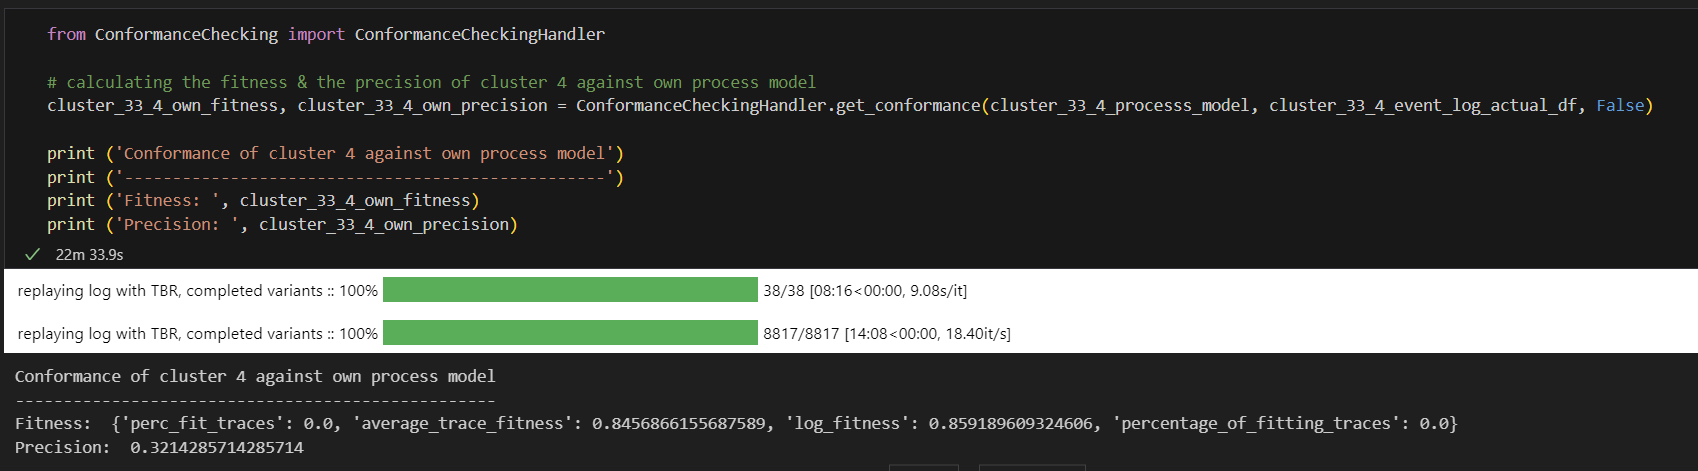 from ConformanceChecking import ConformanceCheckingHandler
# calculating the fitness & the precision of cluster 4 against own process model
cluster_33_4_own_fitness, cluster_33_4_own_precision = ConformanceCheckingHandler.get_conformance(cluster_33_4_processs_model, cluster_33_4_event_log_actual_df, False)
print ('Conformance of cluster 4 against own process model')
print ('--------------------------------------------------')
print ('Fitness: ', cluster_33_4_own_fitness)
print ('Precision: ', cluster_33_4_own_precision)
22m 33.9s
replaying log with TBR, completed variants :: 100% 38/38 [08:16<00:00, 9.08s/it]
replaying log with TBR, completed variants :: 100% 8817/8817 [14:08<00:00, 18.40it/s]
Conformance of cluster 4 against own process model
--------------------------------------------------
Fitness:  {'perc_fit_traces': 0.0, 'average_trace_fitness': 0.8456866155687589, 'log_fitness': 0.859189609324606, 'percentage_of_fitting_traces': 0.0}
Precision:  0.3214285714285714